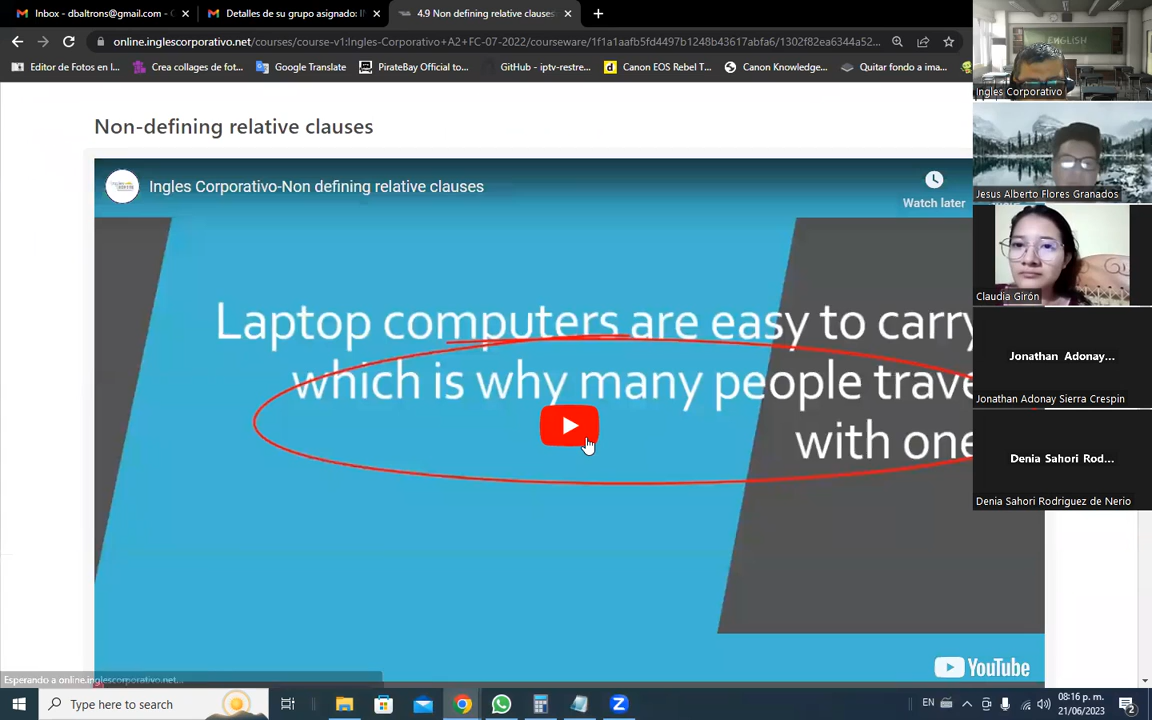 Inbox - dbaltrons@gmail.com -
Detalles de su grupo asignado:
4.9 Non defining relative clauses
online.inglescorporativo.net/courses/course-v1:Ingles-Corporativo+A2+FC-07-2022/courseware/1f1a1aafb5fd4497b1248b43617abfa6/1302f82ea6344a52...
Editor de Fotos en l...
Crea collages de fot...
Google Translate
PirateBay Official to...
GitHub - iptv-restre...
Canon EOS Rebel T...
Canon Knowledge...
Quitar fondo a ima...
ENGLISH
Ingles Corporativo
Jesus Alberto Flores Granados
Claudia Girón
Jonathan Adonay...
Jonathan Adonay Sierra Crespin
Denia Sahori Rod...
Denia Sahori Rodriguez de Nerio
Non-defining relative clauses
Ingles Corporativo-Non defining relative clauses
Watch later
Laptop computers are easy to carry
which is why many people trave
with one
YouTube
Esperando a online.inglescorporativo.net...
Type here to search
EN
08:16 p. m.
21/06/2023
2